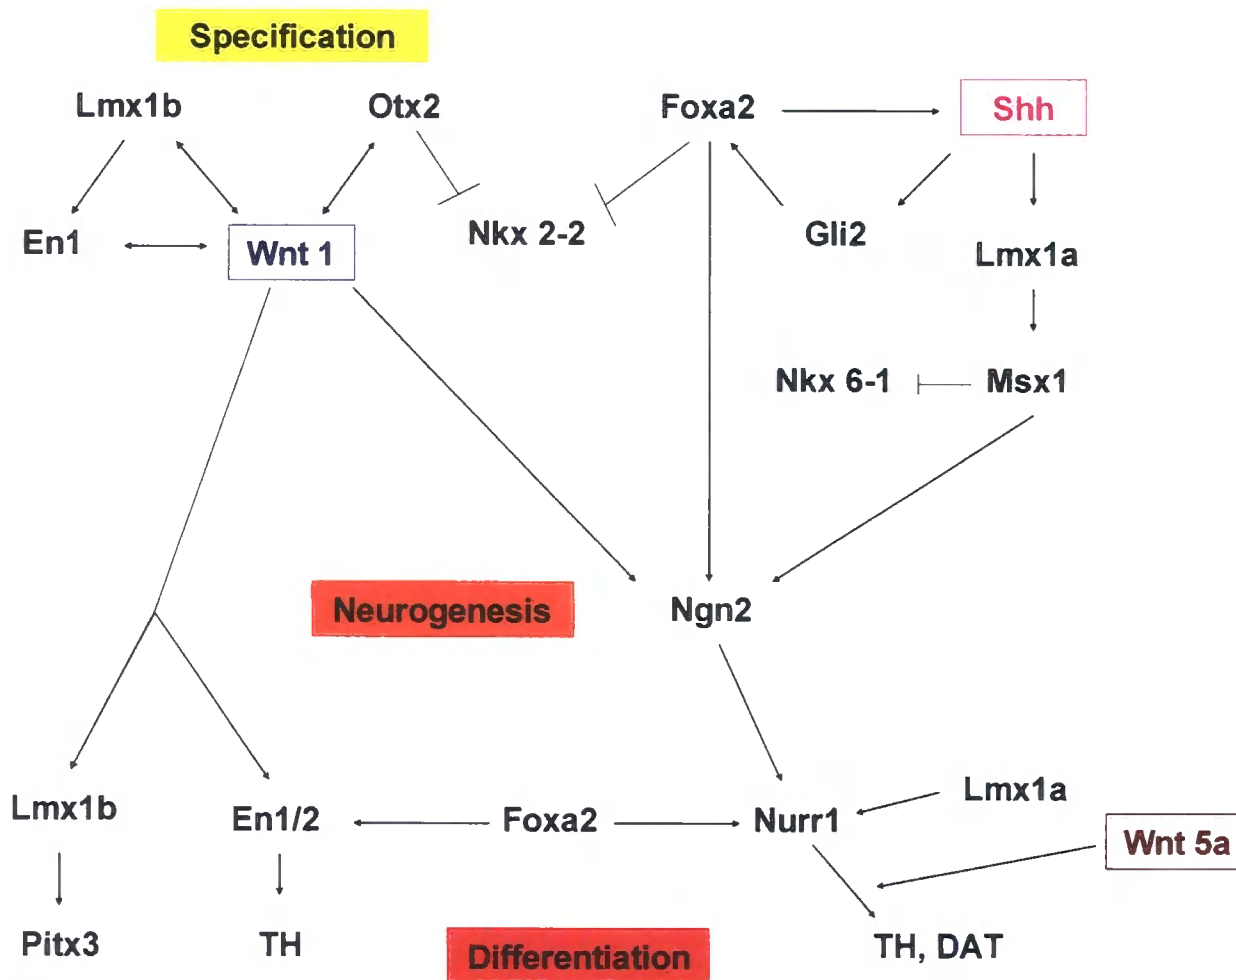 Specification
Lmx1b
Otx2
Foxa2
Shh
En1
Wnt 1
Nkx 2-2
Gli2
Lmx1a
Nkx 6-1
Msx1
Neurogenesis
Ngn2
Lmx1b
En1/2
Foxa2
Nurr1
Lmx1a
Wnt 5a
Pitx3
TH
Differentiation
TH, DAT